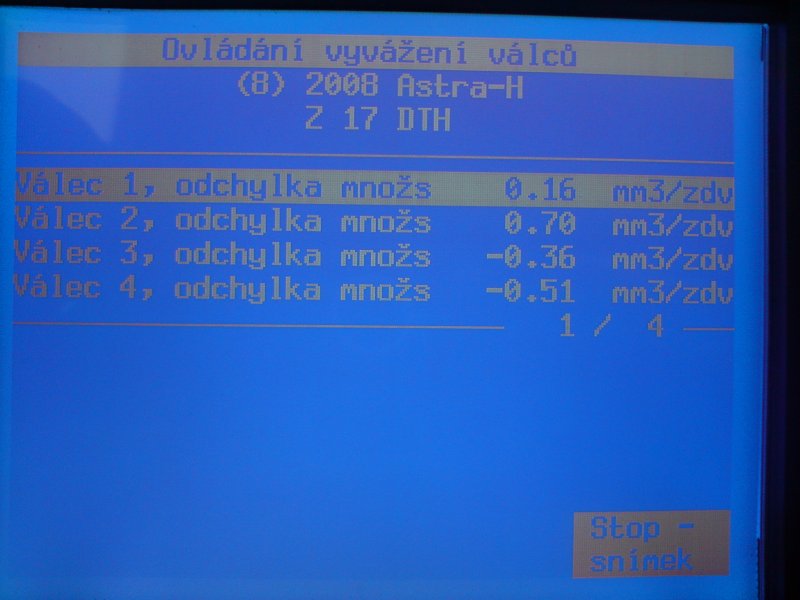 Ovládání vyvážení válců
(8) 2008 Astra-H
Z 17 DTH
Válec 1, odchylka množs 0.16 mm3/zdv
Válec 2, odchylka množs 0.70 mm3/zdv
Válec 3, odchylka množs -0.36 mm3/zdv
Válec 4, odchylka množs -0.51 mm3/zdv
1 / 4
Stop -
snímek